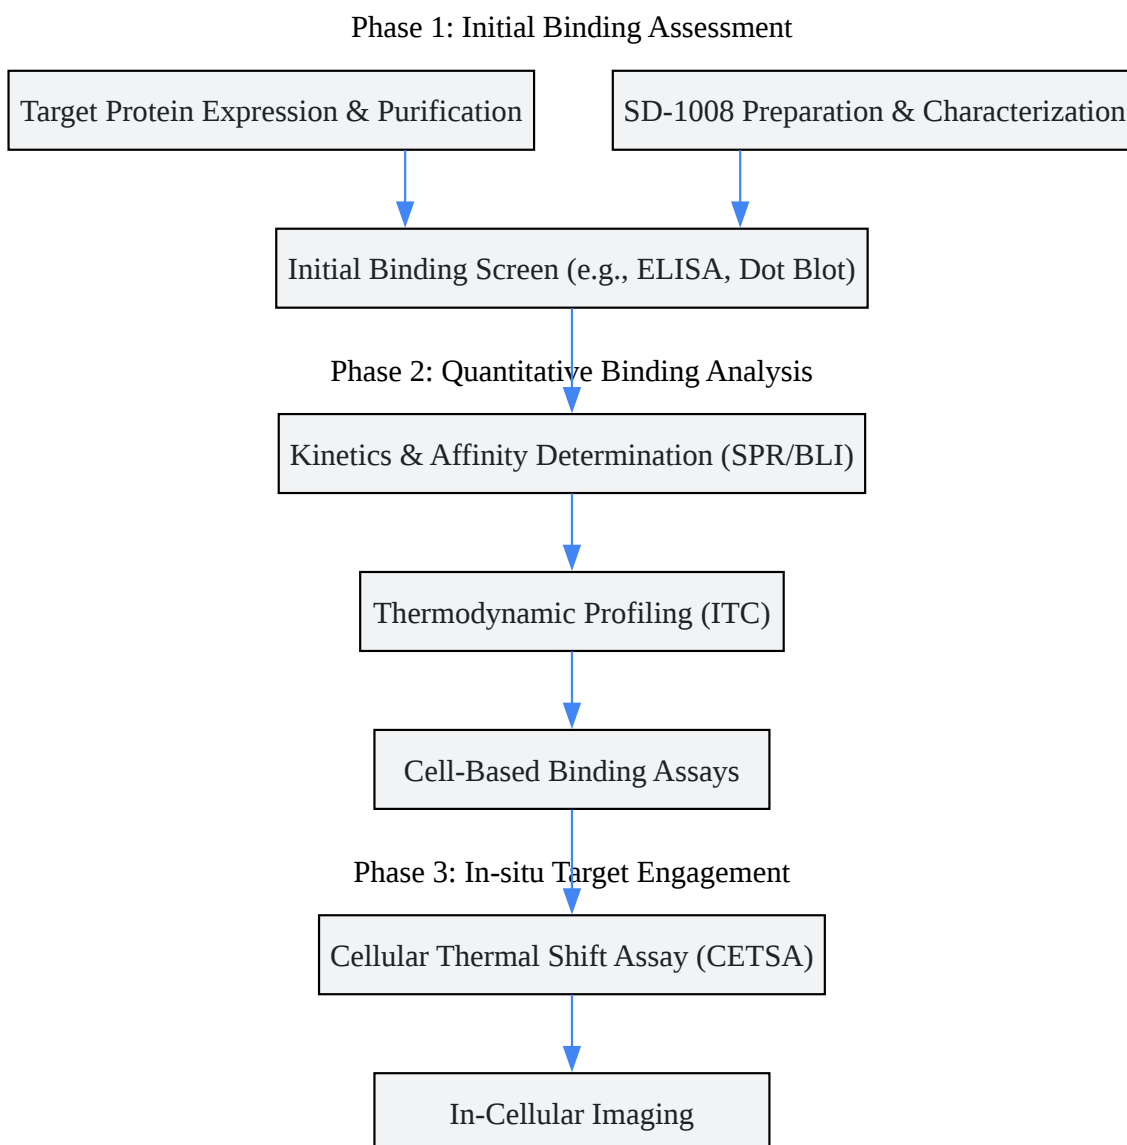 Phase 1: Initial Binding Assessment
Target Protein Expression & Purification
SD-1008 Preparation & Characterization
Initial Binding Screen (e.g., ELISA, Dot Blot)
Phase 2: Quantitative Binding Analysis
Kinetics & Affinity Determination (SPR/BLI)
Thermodynamic Profiling (ITC)
Cell-Based Binding Assays
Phase 3: In-situ Target Engagement
Cellular Thermal Shift Assay (CETSA)
In-Cellular Imaging